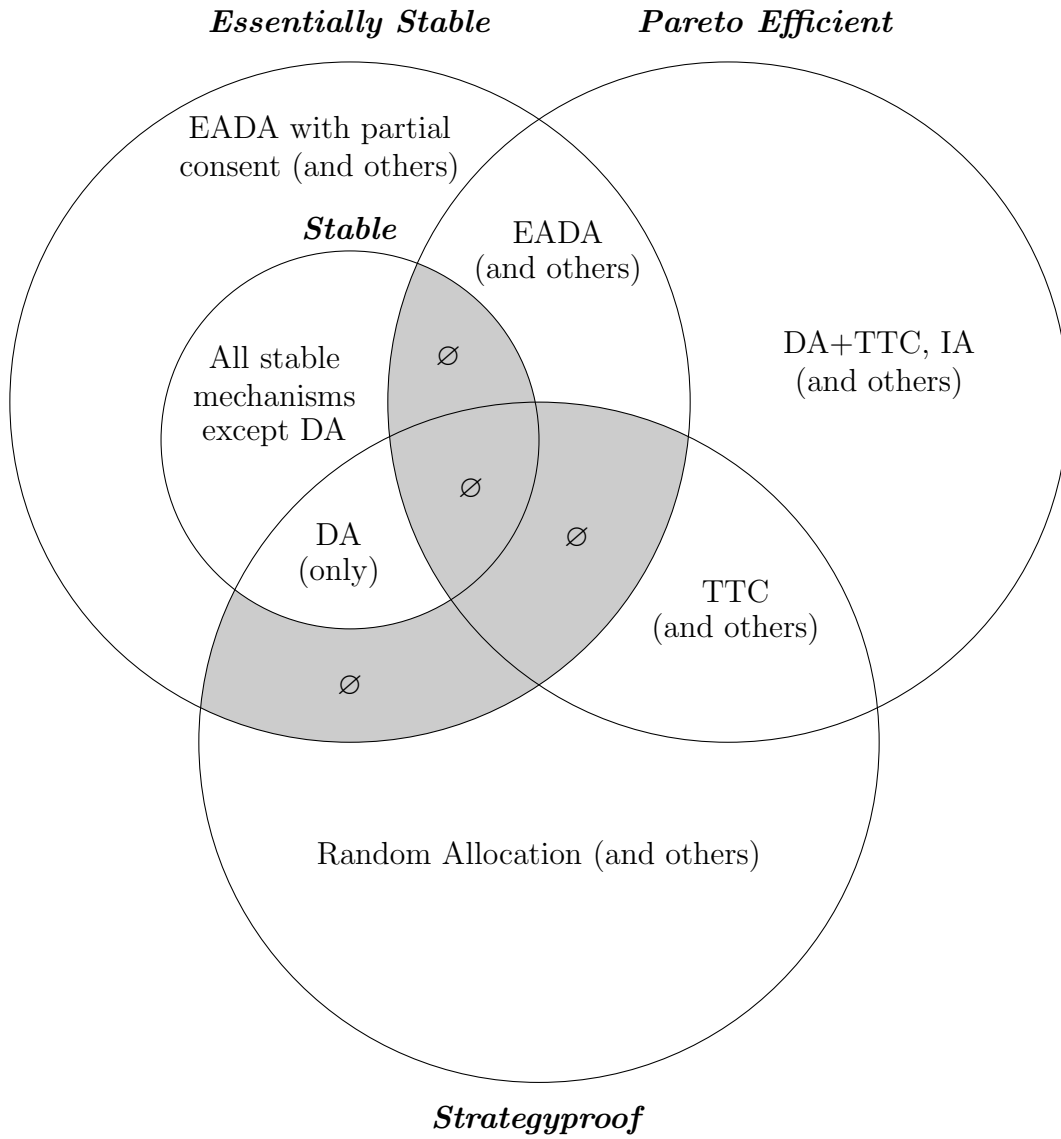 Essentially Stable
Pareto Efficient
EADA with partial
consent (and others)
Stable
EADA
(and others)
All stable
mechanisms
except DA
∅
DA+TTC, IA
(and others)
∅
∅
DA
(only)
TTC
(and others)
∅
Random Allocation (and others)
Strategyproof